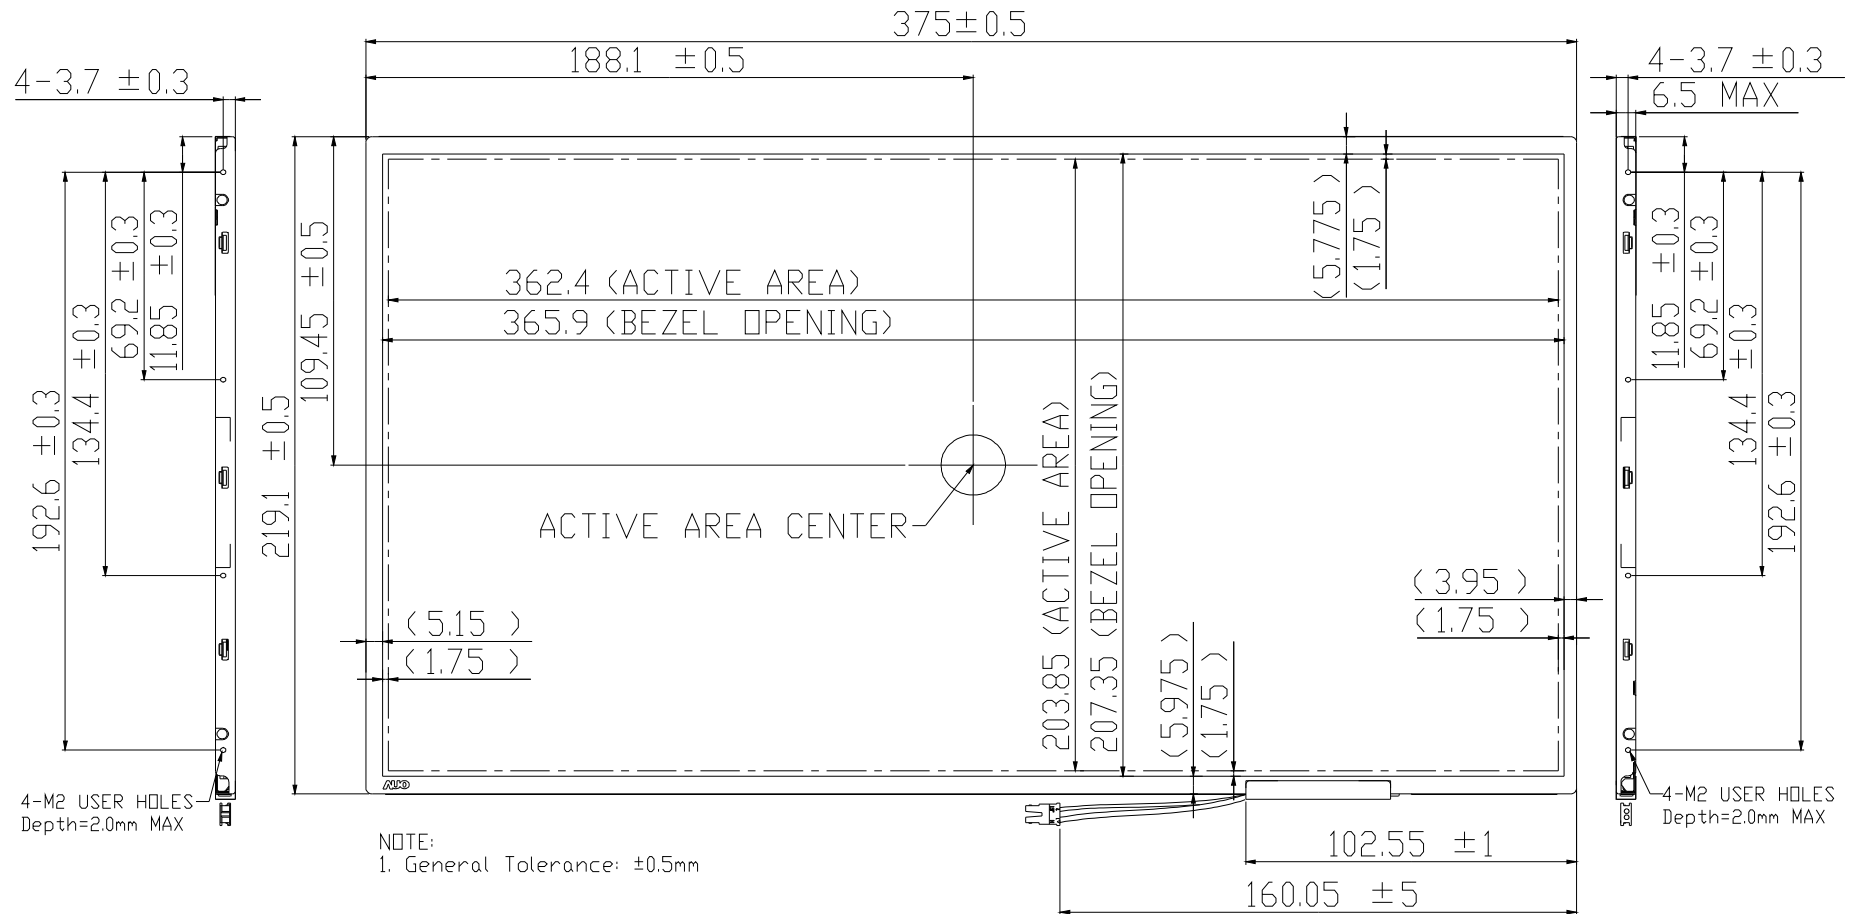 375±0.5
188.1 ±0.5
4-3.7 ±0.3
4-3.7 ±0.3
6.5 MAX
192.6 ±0.3
134.4 ±0.3
69.2 ±0.3
11.85 ±0.3
219.1 ±0.5
109.45 ±0.5
362.4 (ACTIVE AREA)
365.9 (BEZEL OPENING)
(5.775)
(1.75 )
11.85 ±0.3
69.2 ±0.3
134.4 ±0.3
192.6 ±0.3
ACTIVE AREA CENTER
203.85 (ACTIVE AREA)
207.35 (BEZEL OPENING)
( 5.15 )
( 1.75 )
( 3.95 )
( 1.75 )
( 5.975)
(1.75 )
AUO
4-M2 USER HOLES
Depth=2.0mm MAX
4-M2 USER HOLES
Depth=2.0mm MAX
NOTE:
1. General Tolerance: ±0.5mm
102.55 ±1
160.05 ±5